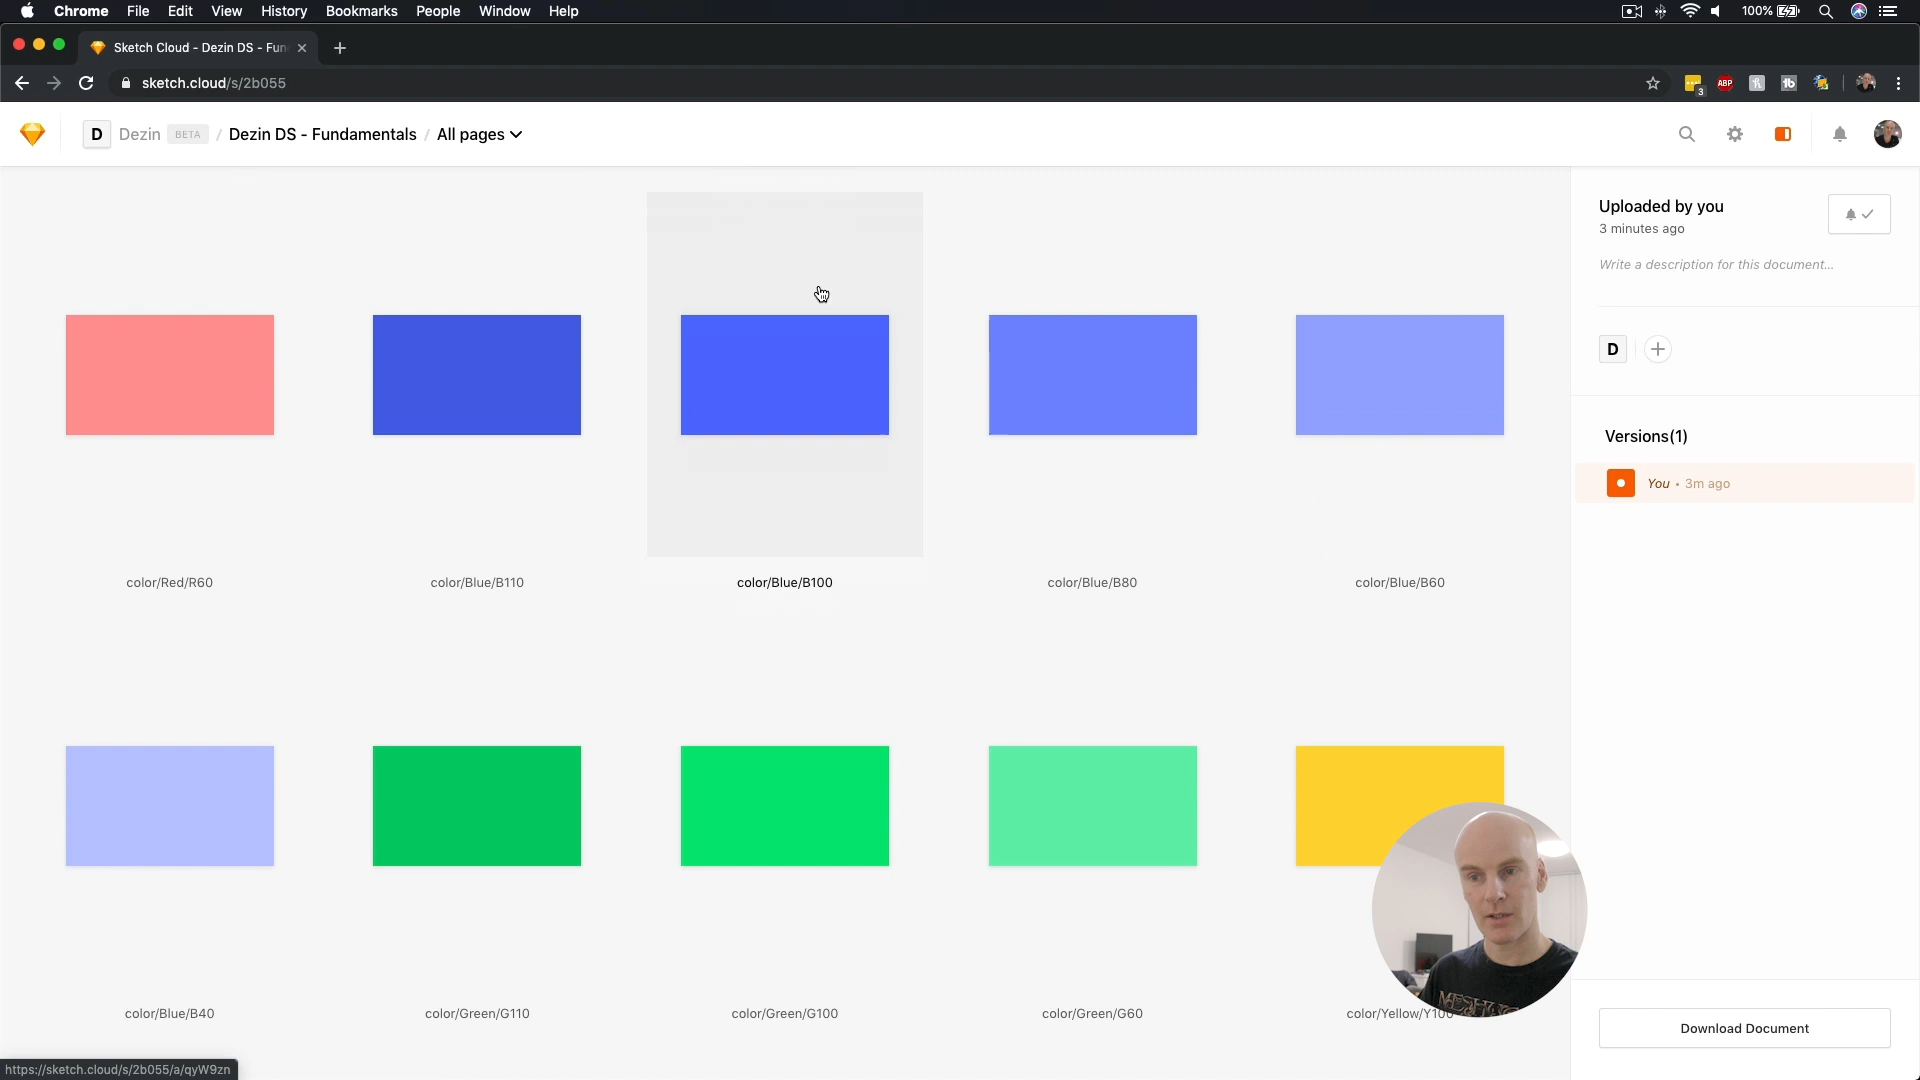 Chrome File Edit View History Bookmarks People Window Help 100%
Sketch Cloud - Dezin DS - Fun
sketch.cloud/s/2b055
3
ABP
tb
D Dezin BETA / Dezin DS - Fundamentals / All pages
Uploaded by you
3 minutes ago
Write a description for this document...
D
Versions(1)
You • 3m ago
color/Red/R60
color/Blue/B110
color/Blue/B100
color/Blue/B80
color/Blue/B60
color/Blue/B40
color/Green/G110
color/Green/G100
color/Green/G60
color/Yellow/Y100
Download Document
https://sketch.cloud/s/2b055/a/qyW9zn